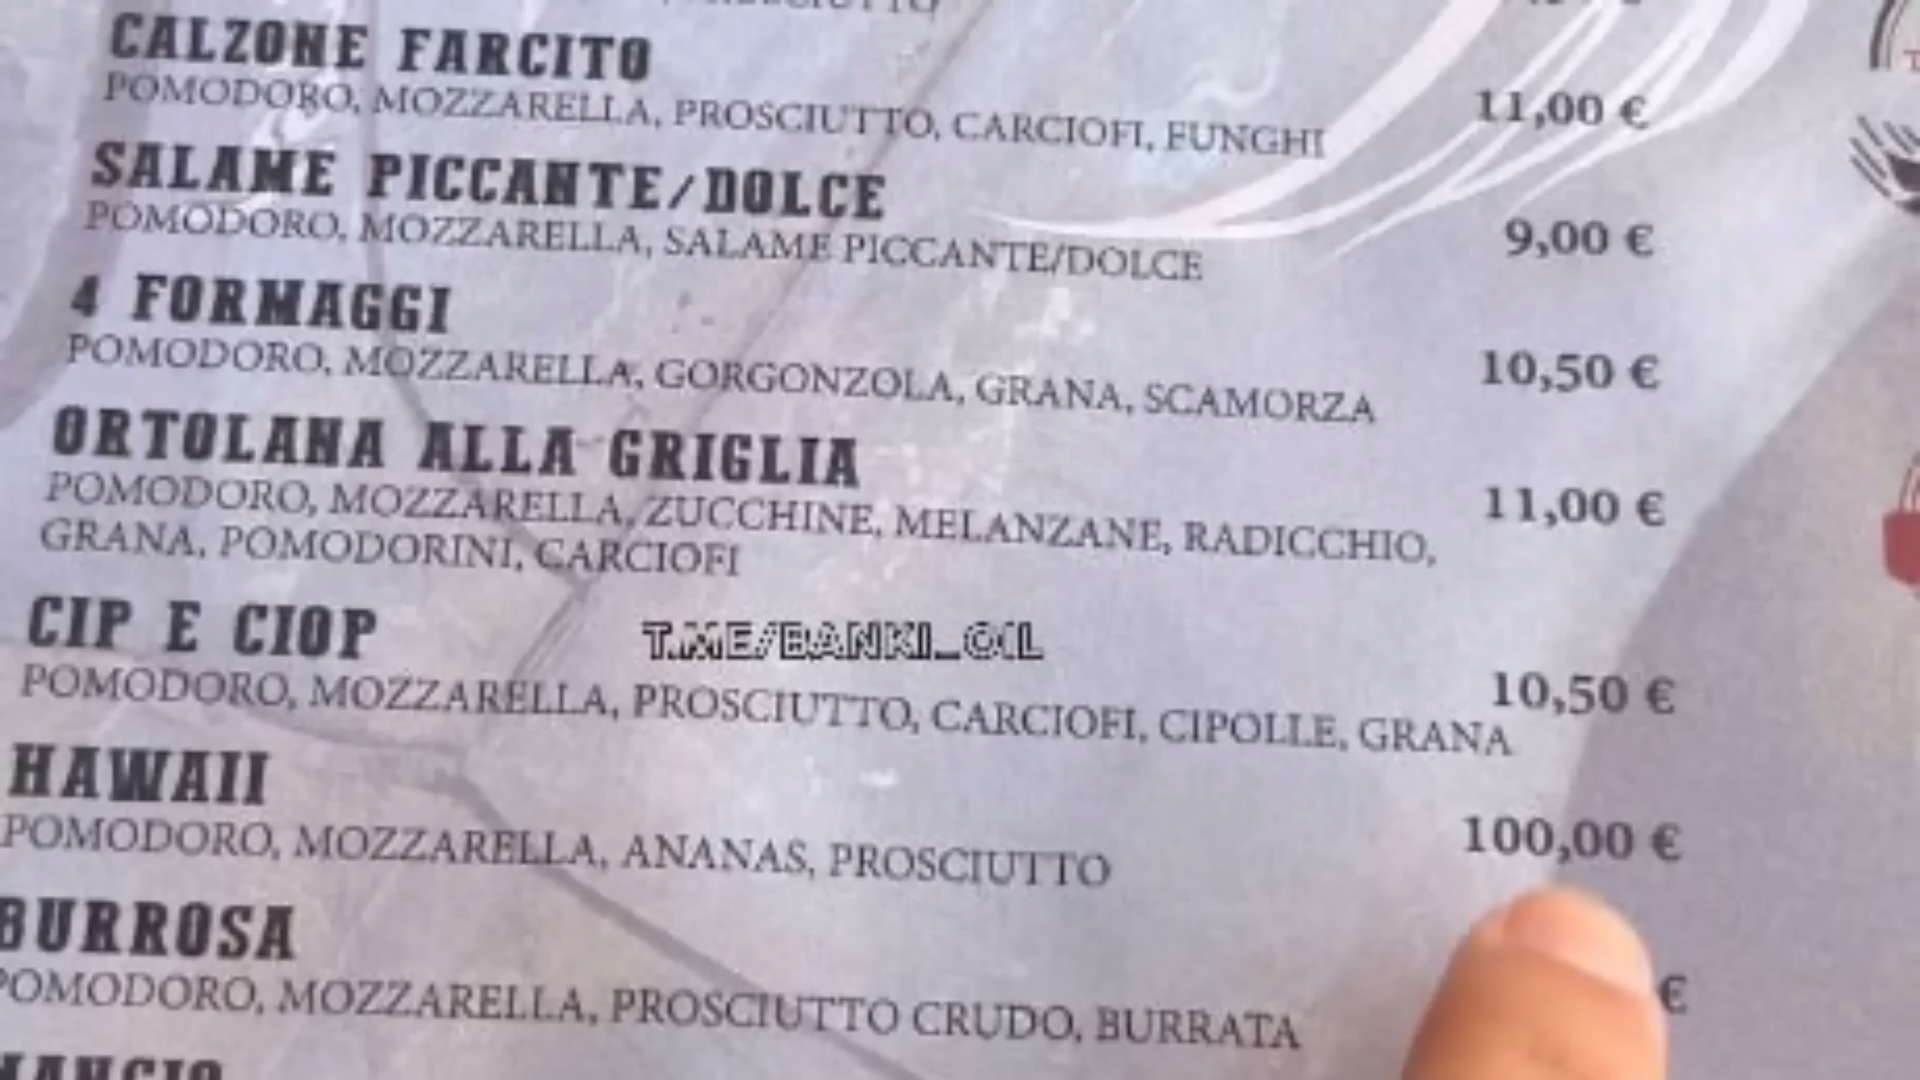 CALZONE FARCITO
POMODORO, MOZZARELLA, PROSCIUTTO, CARCIOFI, FUNGHI 11,00 €
SALAME PICCANTE/DOLCE
POMODORO, MOZZARELLA, SALAME PICCANTE/DOLCE 9,00 €
4 FORMAGGI
POMODORO, MOZZARELLA, GORGONZOLA, GRANA, SCAMORZA 10,50 €
ORTOLANA ALLA GRIGLIA
POMODORO, MOZZARELLA, ZUCCHINE, MELANZANE, RADICCHIO, 11,00 €
GRANA, POMODORINI, CARCIOFI
CIP E CIOP
T.ME/BANKI_OIL
POMODORO, MOZZARELLA, PROSCIUTTO, CARCIOFI, CIPOLLE, GRANA 10,50 €
HAWAII
POMODORO, MOZZARELLA, ANANAS, PROSCIUTTO 100,00 €
BURROSA
POMODORO, MOZZARELLA, PROSCIUTTO CRUDO, BURRATA €